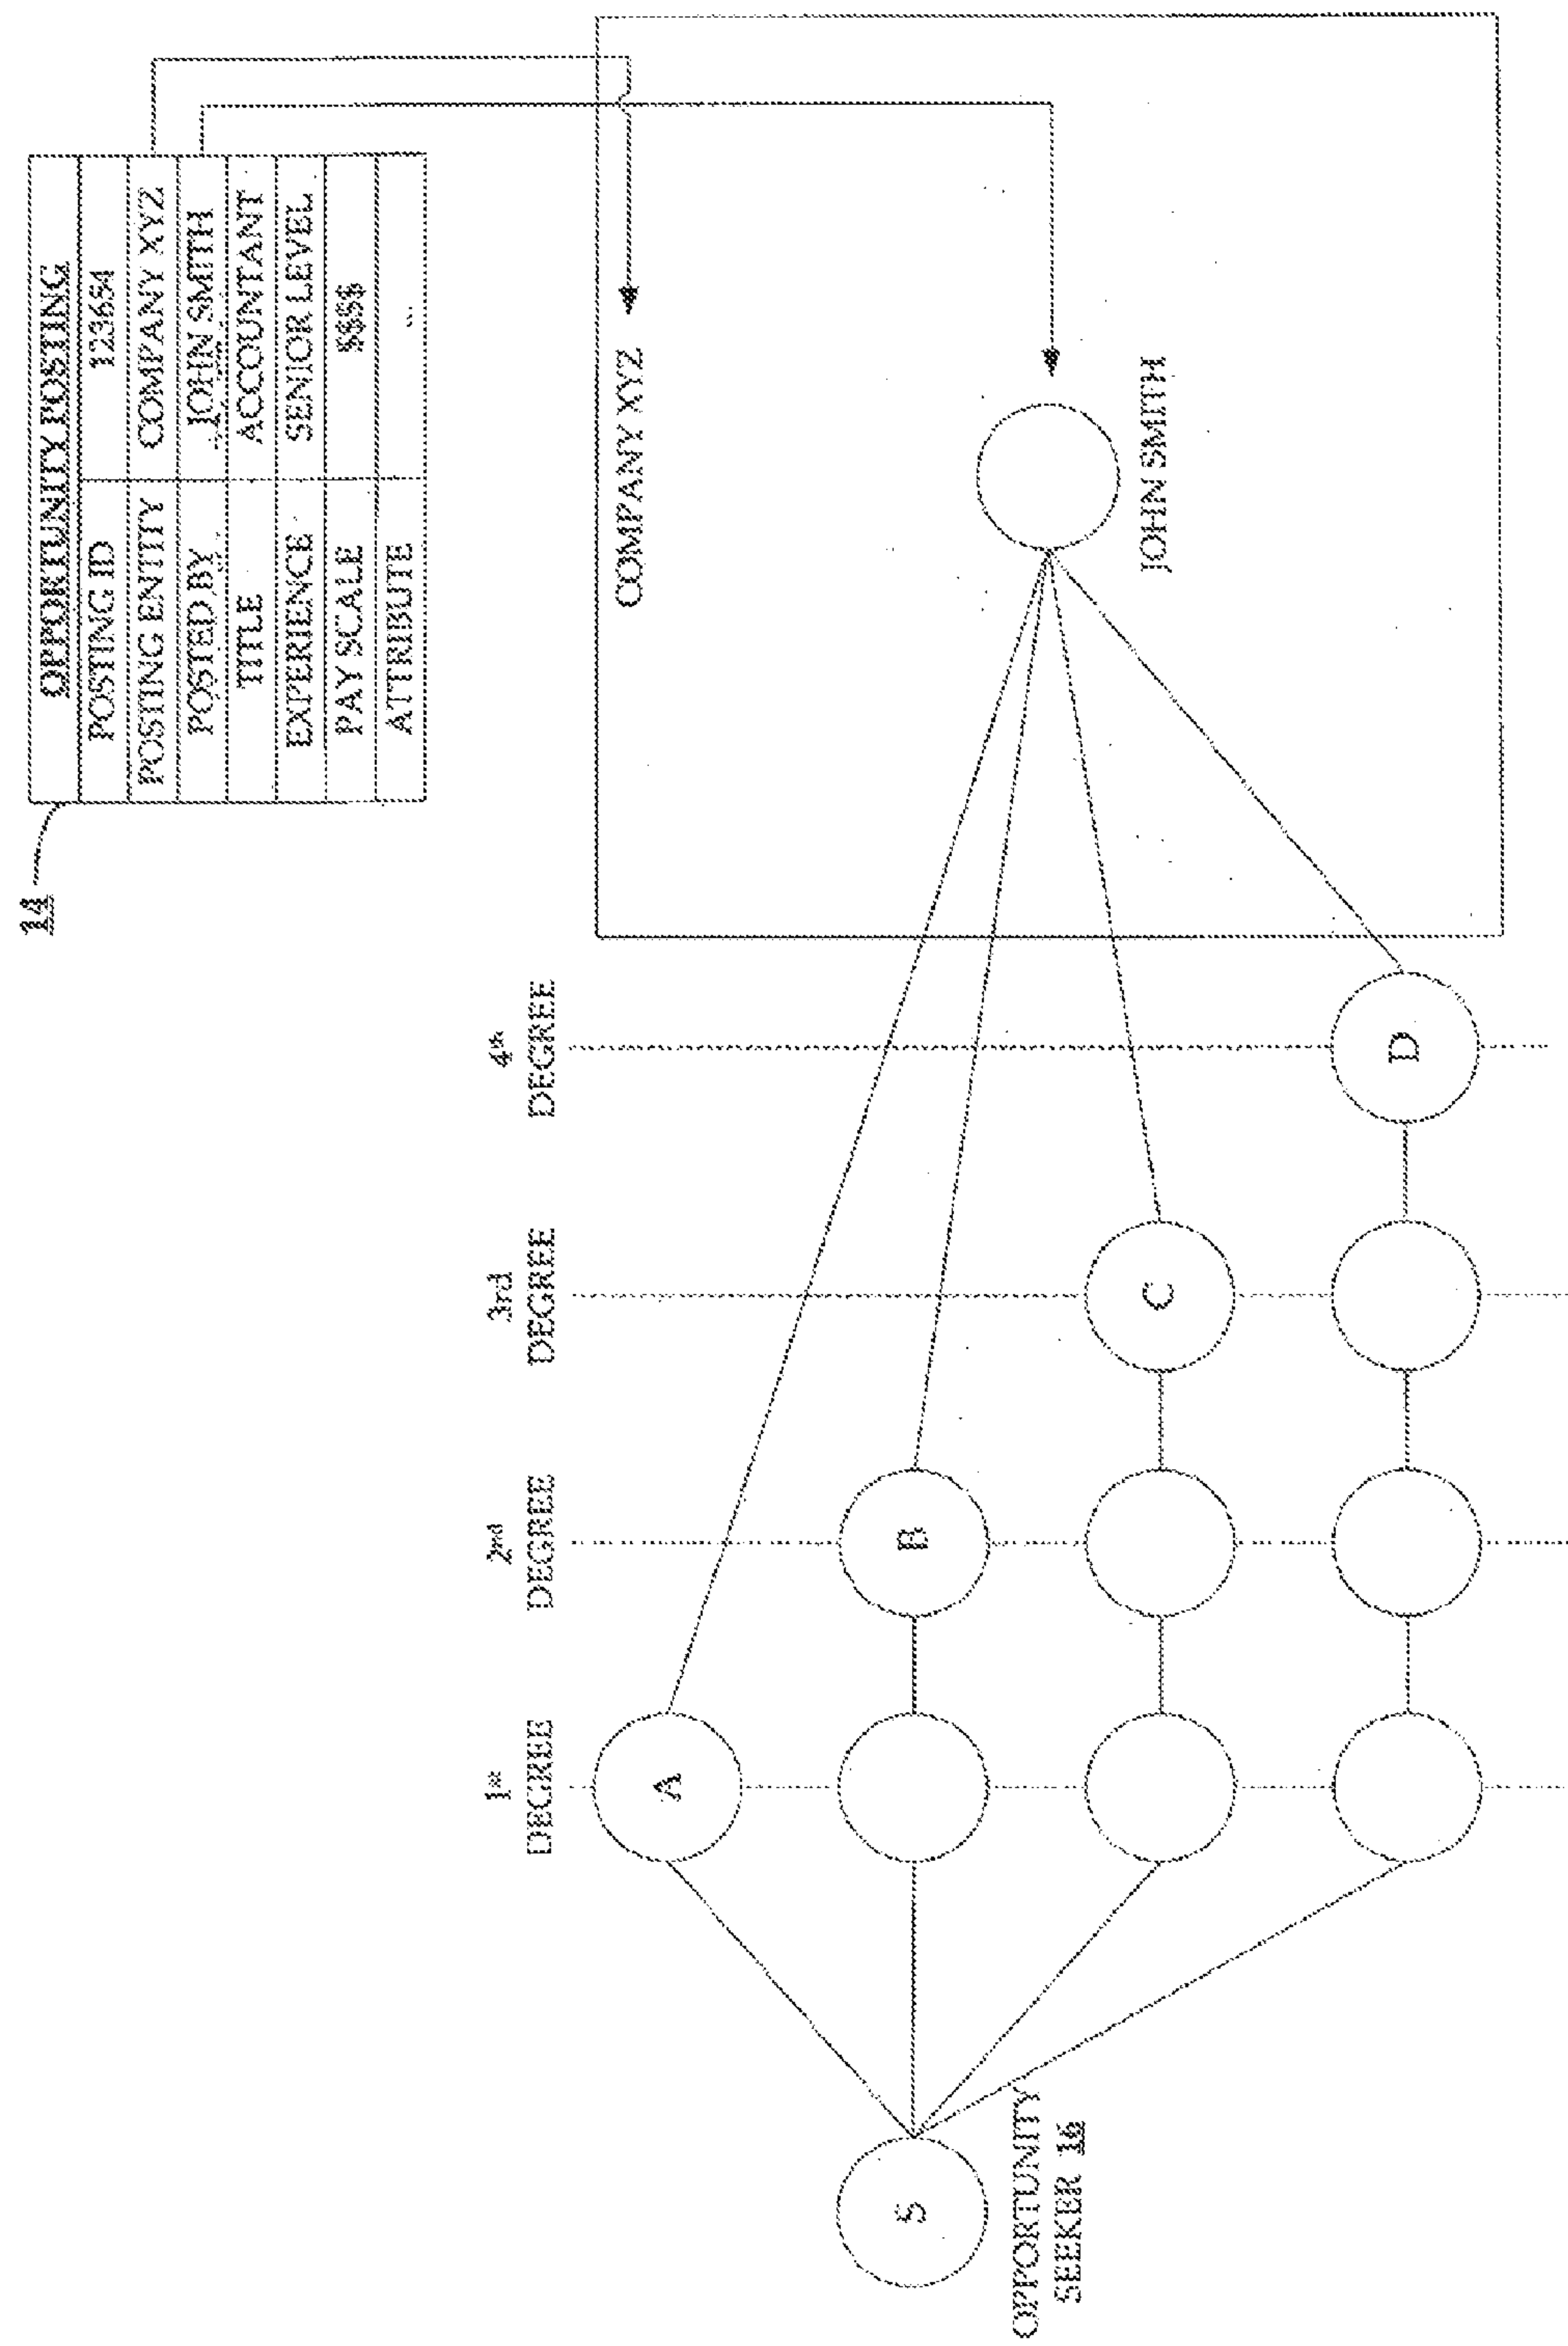 14
OPPORTUNITY POSTING
POSTING ID 123654
POSTING ENTITY COMPANY XYZ
POSTED BY JOHN SMITH
TITLE ACCOUNTANT
EXPERIENCE SENIOR LEVEL
PAY SCALE $$$$
ATTRIBUTE ..
1st
DEGREE
2nd
DEGREE
3rd
DEGREE
4th
DEGREE
COMPANY XYZ
A
S
B
JOHN SMITH
C
D
OPPORTUNITY
SEEKER 16